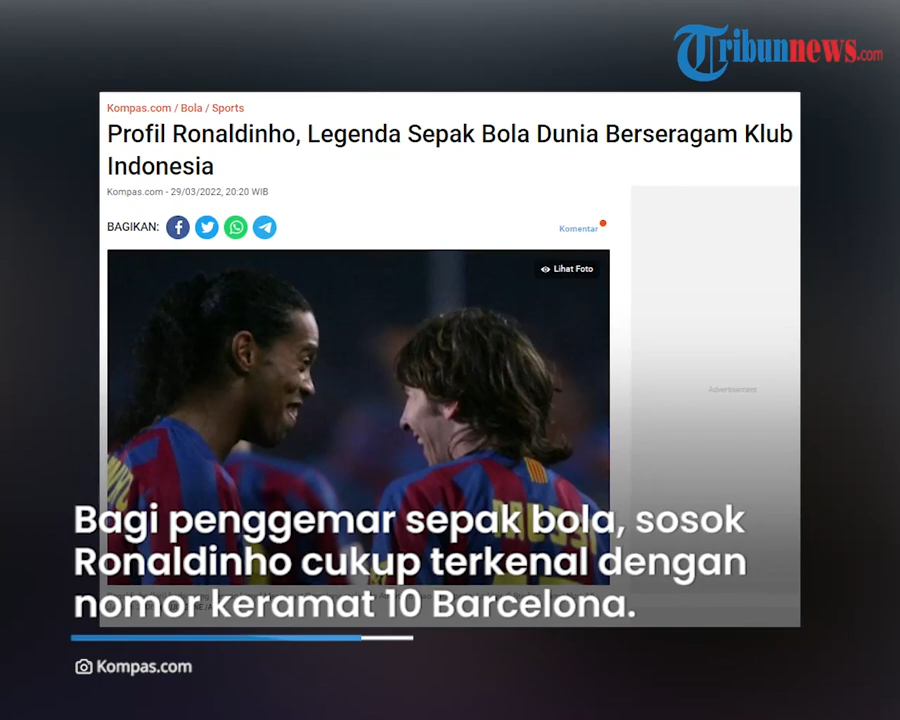 Tribunnews.com
Kompas.com / Bola / Sports
Profil Ronaldinho, Legenda Sepak Bola Dunia Berseragam Klub
Indonesia
Kompas.com - 29/03/2022, 20:20 WIB
BAGIKAN:
Komentar
Lihat Foto
Advertisement
Bagi penggemar sepak bola, sosok
Ronaldinho cukup terkenal dengan
nomor keramat 10 Barcelona.
Kompas.com